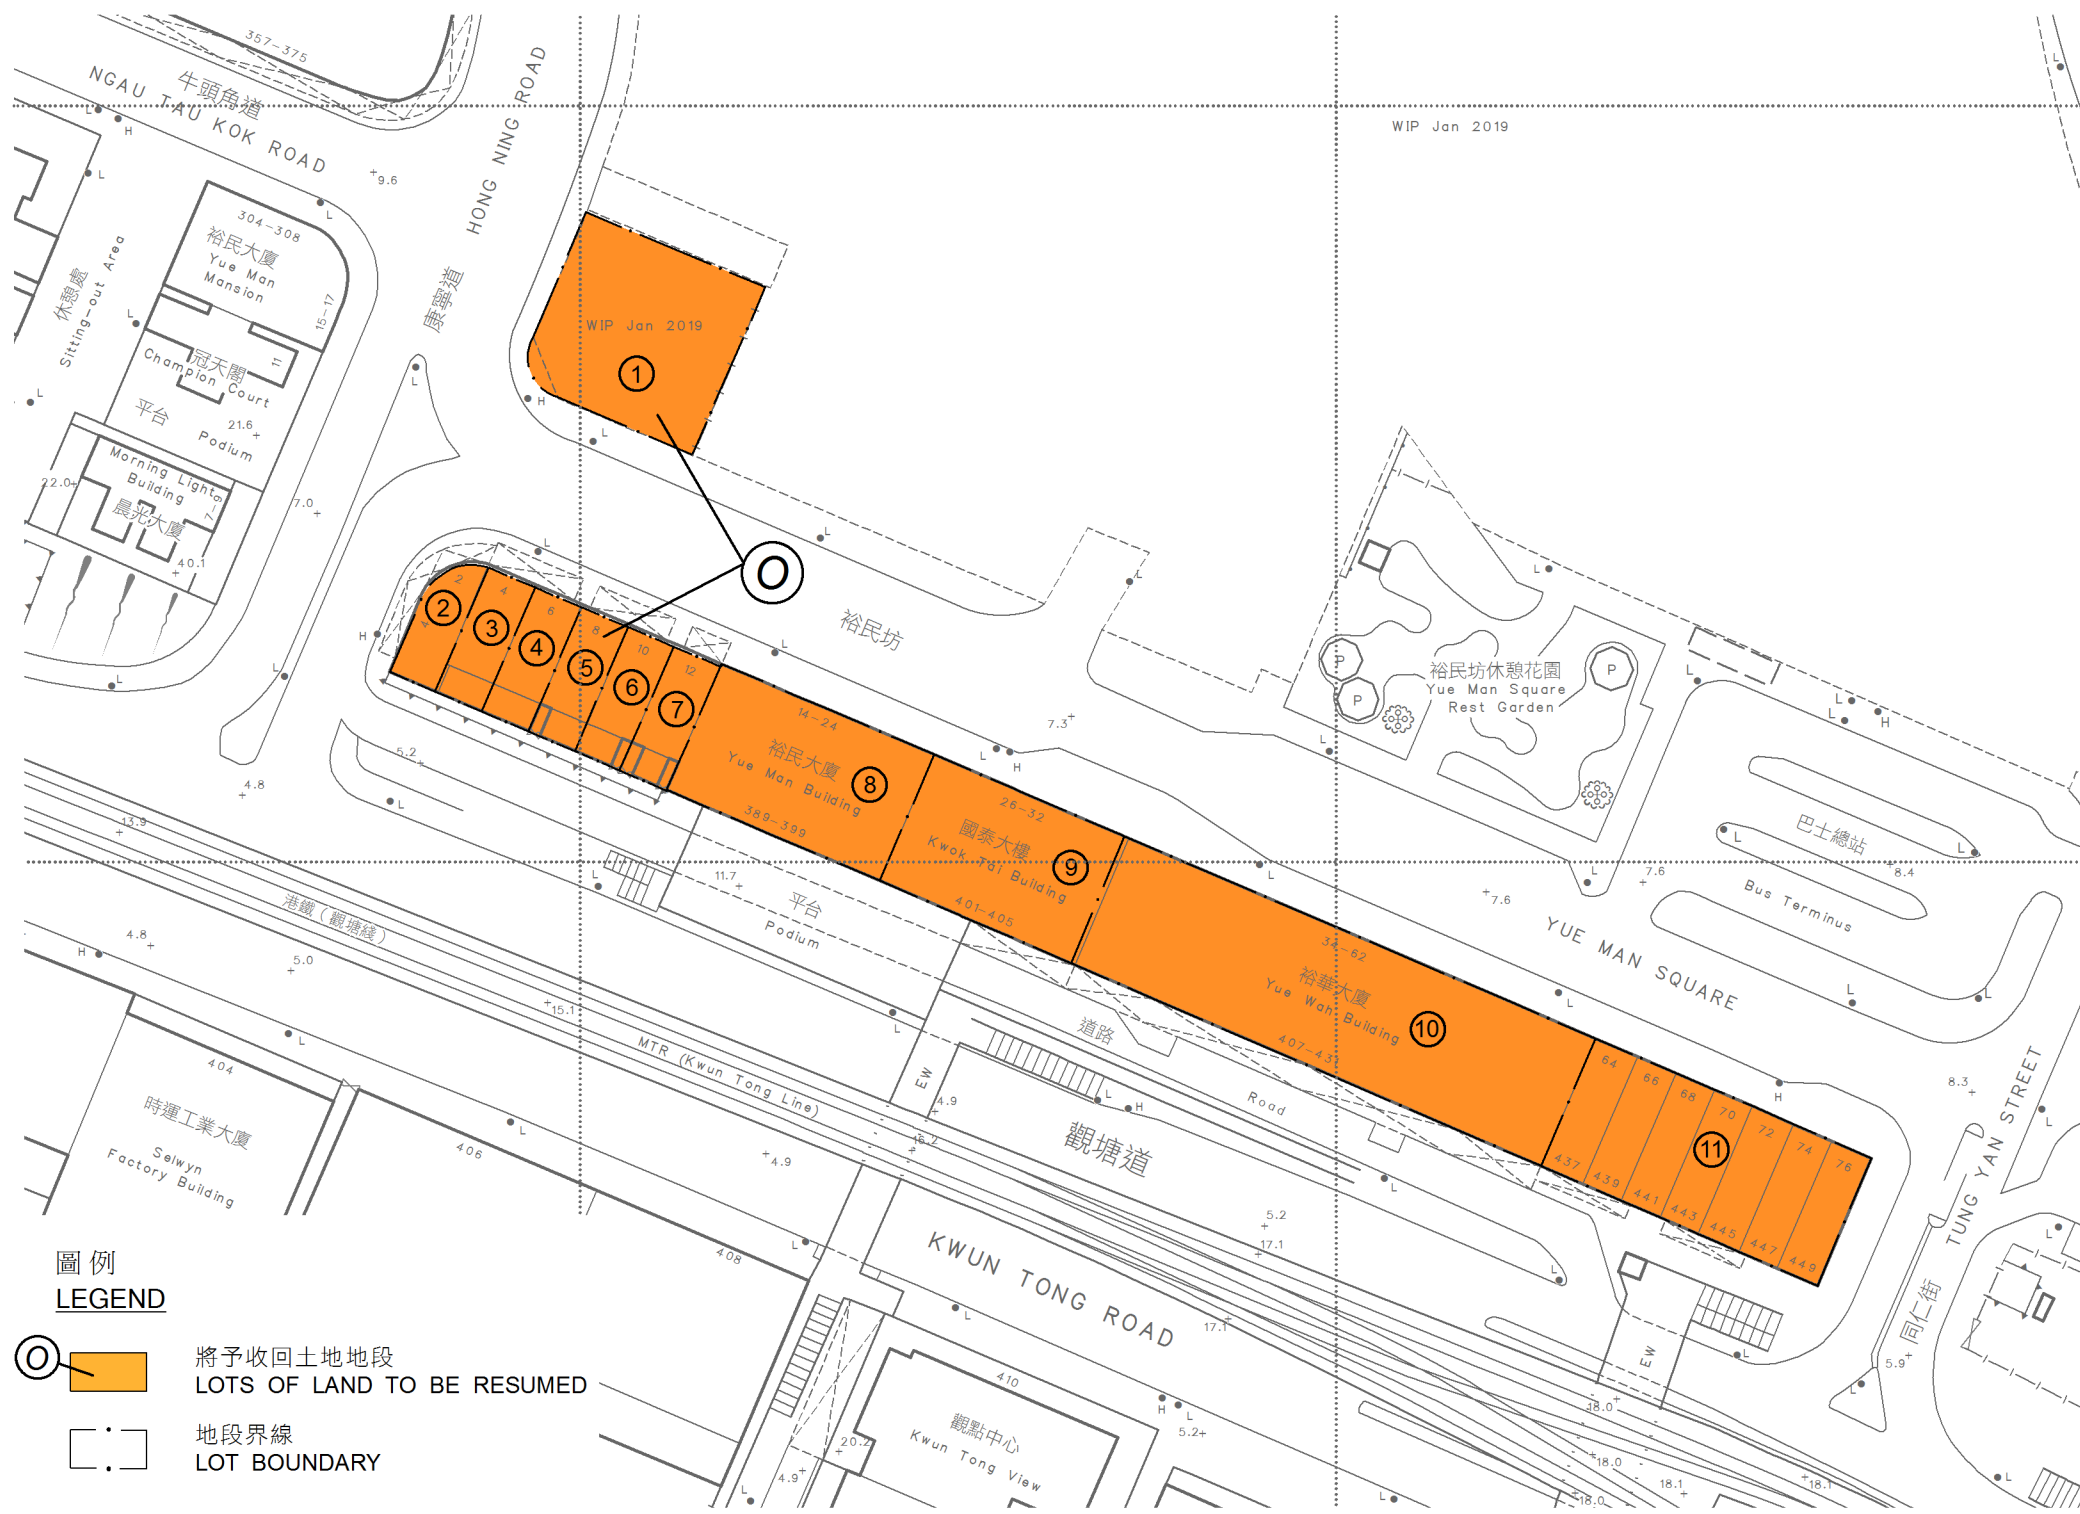 357-375
牛頭角道
NGAU TAU KOK ROAD
HONG NING ROAD
康寧道
WIP Jan 2019
9.6
304-308
裕民大廈
Yue Man
Mansion
15-17
休憩處
Sitting-out Area
冠天閣
Champion Court
11
平台
Podium
21.6
Morning Light
Building
晨光大廈
7-9
22.0
40.1
7.0
WIP Jan 2019
1
O
2
4
6
8
10
12
2
3
4
5
6
7
4
裕民坊
7.3
裕民坊休憩花園
Yue Man Square
Rest Garden
P
P
P
巴士總站
Bus Terminus
8.4
7.6
7.6
YUE MAN SQUARE
14-24
裕民大廈
Yue Man Building
8
389-399
26-32
國泰大樓
Kwok Tai Building
9
401-405
34-62
裕華大廈
Yue Wah Building
10
64
66
68
70
72
74
76
11
437
439
441
443
445
447
449
5.2
4.8
13.9
11.7
平台
Podium
港鐵（觀塘綫）
MTR (Kwun Tong Line)
4.8
5.0
15.1
道路
Road
EW
4.9
16.2
觀塘道
KWUN TONG ROAD
404
時運工業大廈
Selwyn
Factory Building
406
4.9
408
5.2
17.1
17.1
8.3
TUNG YAN STREET
同仁街
5.9
EW
18.0
18.0
18.0
18.1
18.1
410
觀點中心
Kwun Tong View
20.2
4.9
5.2
圖例
LEGEND
O
將予收回土地地段
LOTS OF LAND TO BE RESUMED
地段界線
LOT BOUNDARY